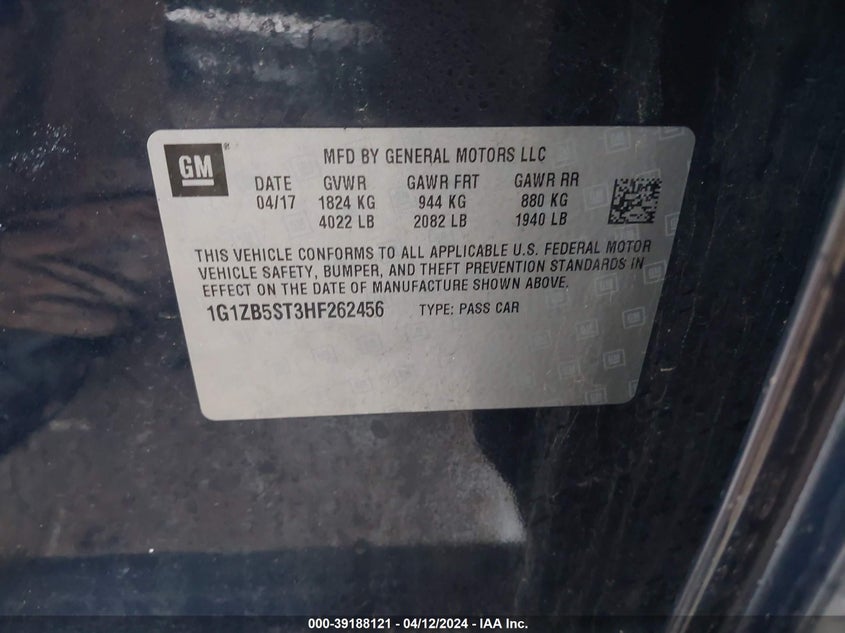 GM®
MFD BY GENERAL MOTORS LLC
DATE GVWR GAWR FRT GAWR RR
04/17 1824 KG 944 KG 880 KG
4022 LB 2082 LB 1940 LB
THIS VEHICLE CONFORMS TO ALL APPLICABLE U.S. FEDERAL MOTOR
VEHICLE SAFETY, BUMPER, AND THEFT PREVENTION STANDARDS IN
EFFECT ON THE DATE OF MANUFACTURE SHOWN ABOVE.
1G1ZB5ST3HF262456 TYPE: PASS CAR
000-39188121 - 04/12/2024 - IAA Inc.